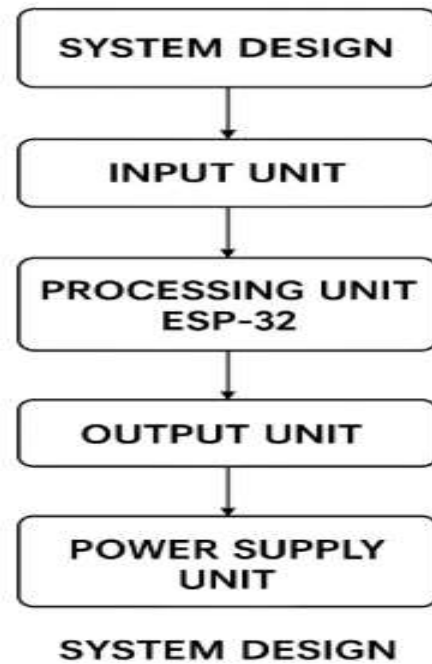 SYSTEM DESIGN
INPUT UNIT
PROCESSING UNIT
ESP-32
OUTPUT UNIT
POWER SUPPLY
UNIT
SYSTEM DESIGN